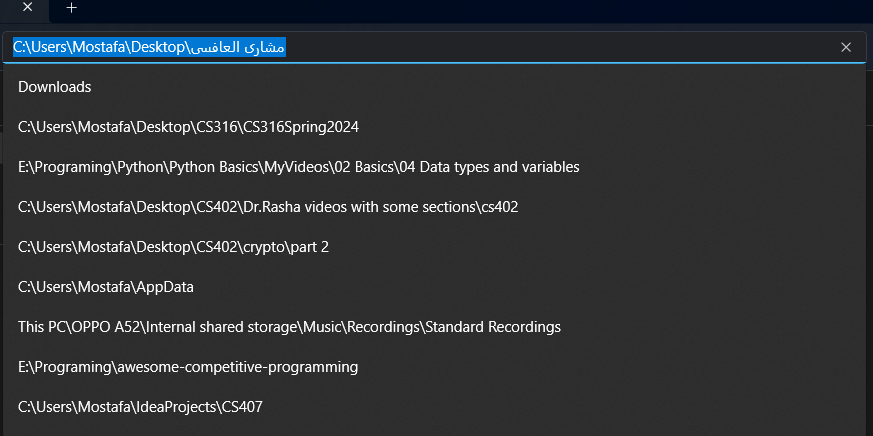 C:\Users\Mostafa\Desktop\مشاري العافسي
Downloads
C:\Users\Mostafa\Desktop\CS316\CS316Spring2024
E:\Programing\Python\Python Basics\MyVideos\02 Basics\04 Data types and variables
C:\Users\Mostafa\Desktop\CS402\Dr.Rasha videos with some sections\cs402
C:\Users\Mostafa\Desktop\CS402\crypto\part 2
C:\Users\Mostafa\AppData
This PC\OPPO A52\Internal shared storage\Music\Recordings\Standard Recordings
E:\Programing\awesome-competitive-programming
C:\Users\Mostafa\IdeaProjects\CS407